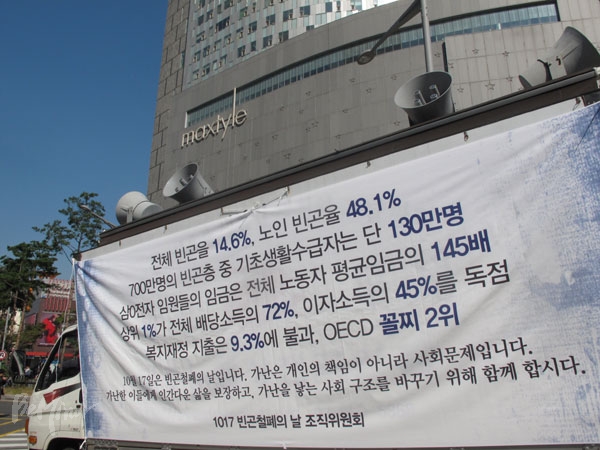 maxtyle
전체 빈곤율 14.6%, 노인 빈곤율 48.1%
700만명의 빈곤층 중 기초생활수급자는 단 130만명
삼0전자 임원들의 임금은 전체 노동자 평균임금의 145배
상위 1%가 전체 배당소득의 72%, 이자소득의 45%를 독점
복지재정 지출은 9.3%에 불과, OECD 꼴찌 2위
10월 17일은 빈곤철폐의 날입니다. 가난은 개인의 책임이 아니라 사회문제입니다.
가난한 이들에게 인간다운 삶을 보장하고, 가난을 낳는 사회 구조를 바꾸기 위해 함께 합시다.
1017 빈곤철폐의 날 조직위원회